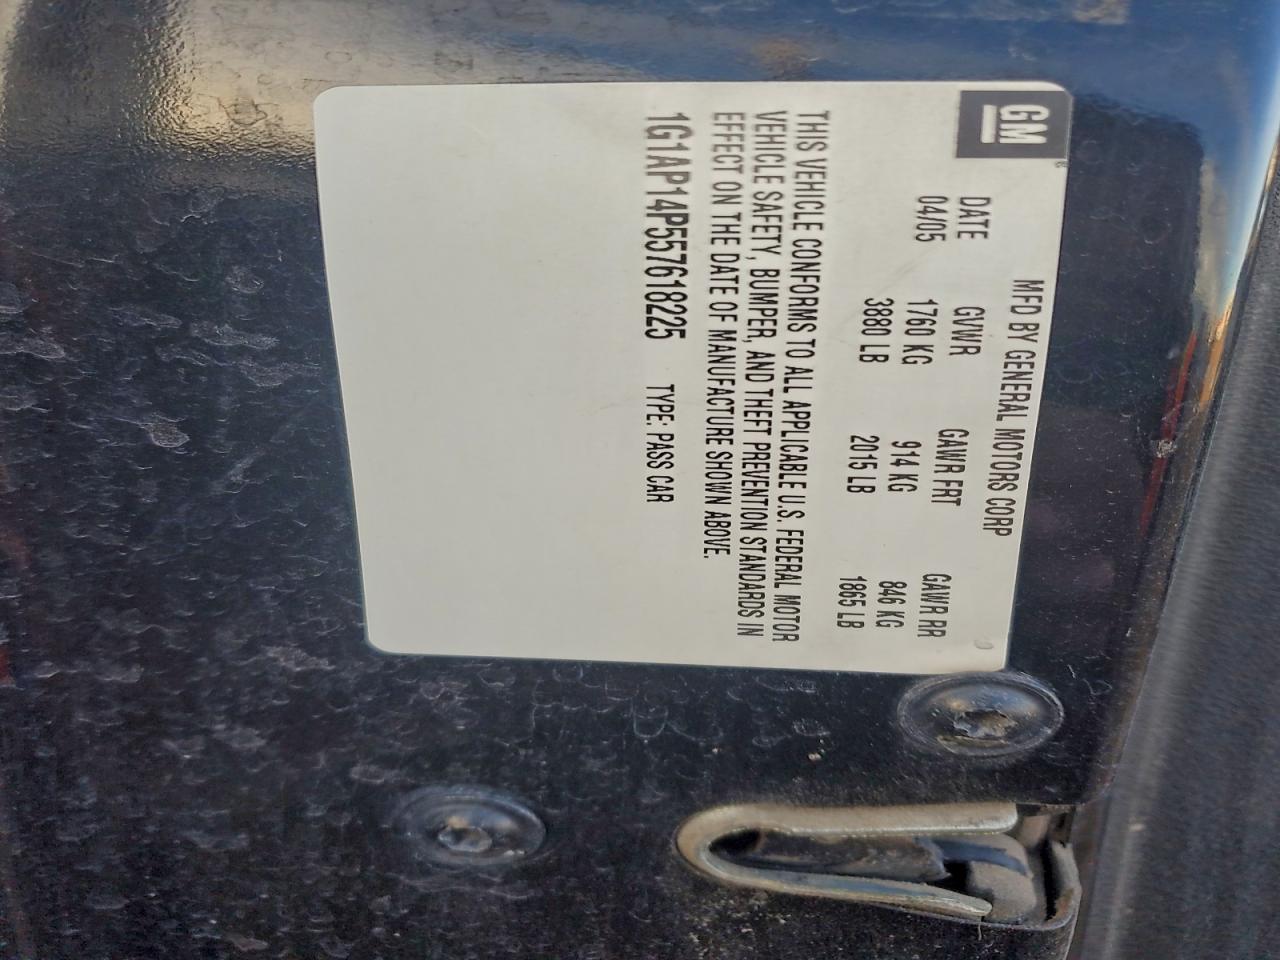 GM
MFD BY GENERAL MOTORS CORP
DATE GVWR GAWR FRT GAWR RR
04/05 1760 KG 914 KG 846 KG
3880 LB 2015 LB 1865 LB
THIS VEHICLE CONFORMS TO ALL APPLICABLE U.S. FEDERAL MOTOR
VEHICLE SAFETY, BUMPER, AND THEFT PREVENTION STANDARDS IN
EFFECT ON THE DATE OF MANUFACTURE SHOWN ABOVE.
1G1AP14P557618225 TYPE: PASS CAR